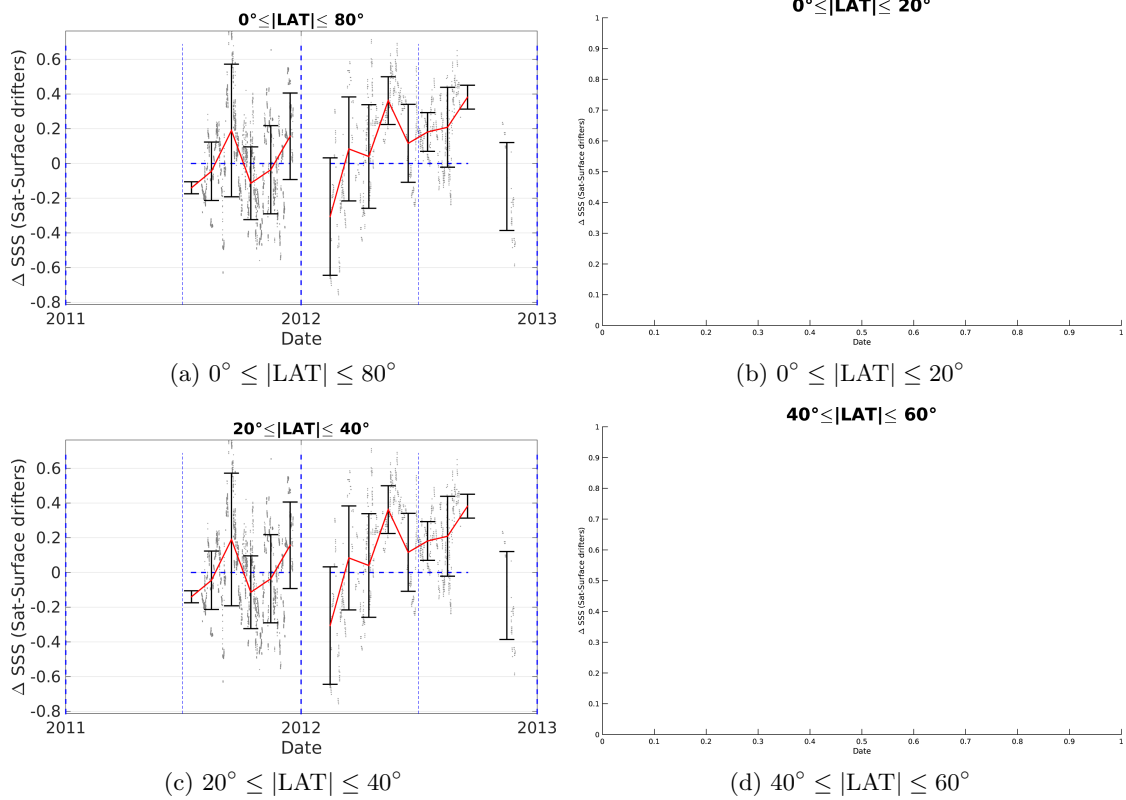 0°≤|LAT|≤ 80°
Δ SSS (Sat-Surface drifters)
0.6
0.4
0.2
0
-0.2
-0.4
-0.6
-0.8
2011
2012
2013
Date
(a) 0° ≤ |LAT| ≤ 80°
0°≤|LAT|≤ 20°
Δ SSS (Sat-Surface drifters)
1
0.9
0.8
0.7
0.6
0.5
0.4
0.3
0.2
0.1
0
0 0.1 0.2 0.3 0.4 0.5 0.6 0.7 0.8 0.9 1
Date
(b) 0° ≤ |LAT| ≤ 20°
20°≤|LAT|≤ 40°
Δ SSS (Sat-Surface drifters)
0.6
0.4
0.2
0
-0.2
-0.4
-0.6
-0.8
2011
2012
2013
Date
(c) 20° ≤ |LAT| ≤ 40°
40°≤|LAT|≤ 60°
Δ SSS (Sat-Surface drifters)
1
0.9
0.8
0.7
0.6
0.5
0.4
0.3
0.2
0.1
0
0 0.1 0.2 0.3 0.4 0.5 0.6 0.7 0.8 0.9 1
Date
(d) 40° ≤ |LAT| ≤ 60°